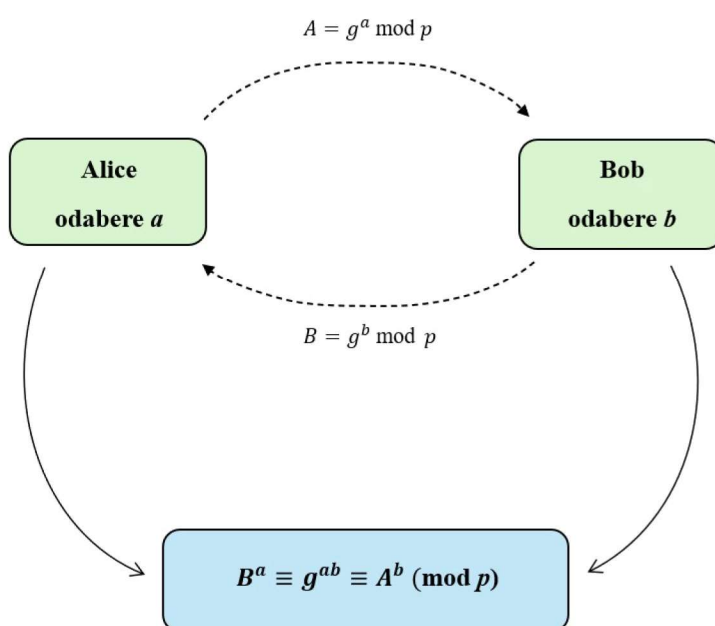 A = g^a mod p
Alice
odabere a
Bob
odabere b
B = g^b mod p
B^a ≡ g^{ab} ≡ A^b (mod p)